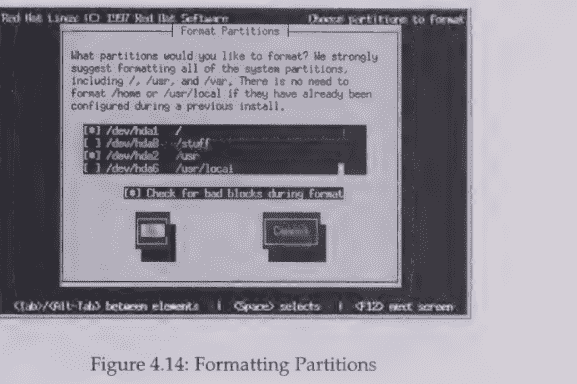 Red Hat Linux (C) 1997 Red Hat Software Choose partitions to format
Format Partitions
What partitions would you like to format? We strongly
suggest formatting all of the system partitions,
including /, /usr, and /var. There is no need to
format /home or /usr/local if they have already been
configured during a previous install.
[*] /dev/hda1 /
[ ] /dev/hda8 /stuff
[*] /dev/hda2 /usr
[ ] /dev/hda6 /usr/local
[*] Check for bad blocks during format
<Tab>/<Alt-Tab> between elements | <Space> selects | <F12> next screen
Figure 4.14: Formatting Partitions